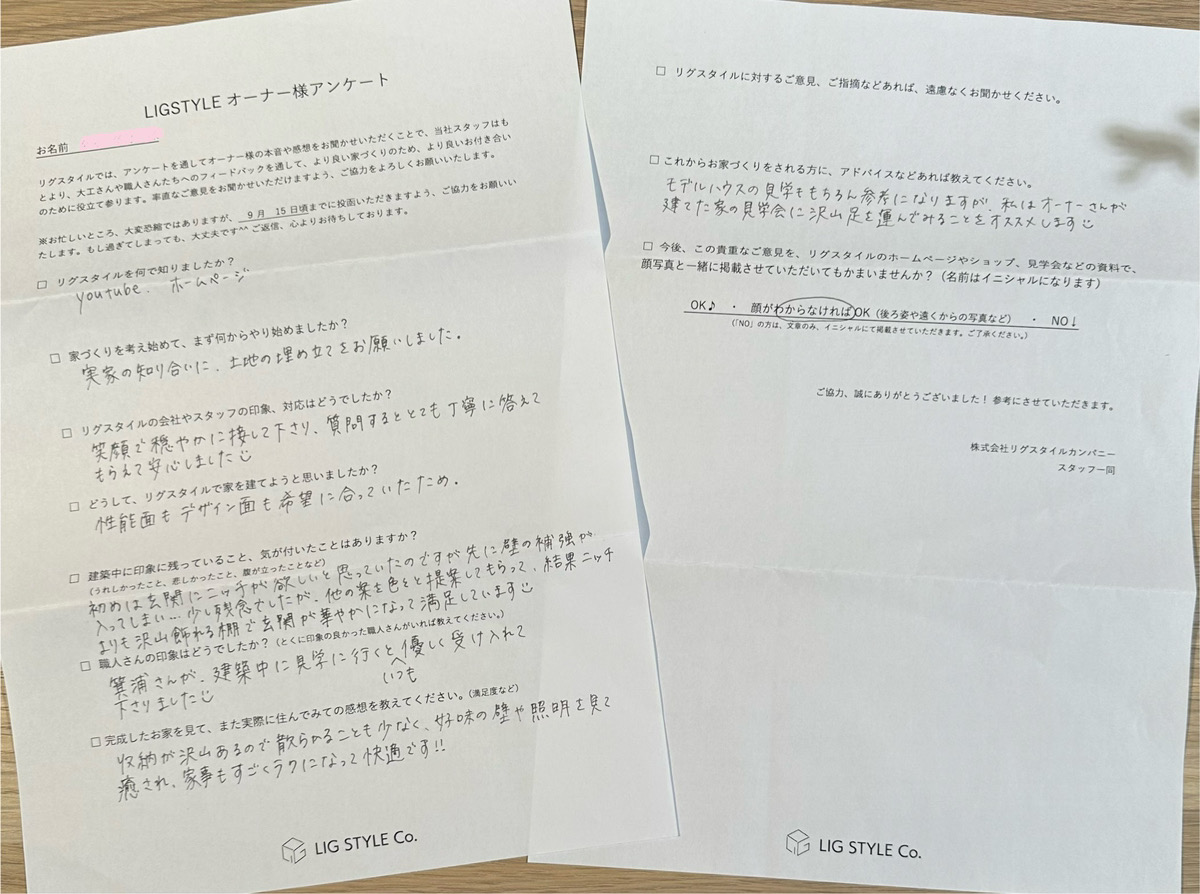 LIGSTYLE オーナー様アンケート
お名前
リグスタイルでは、アンケートを通してオーナー様の本音や感想をお聞かせいただくことで、当社スタッフはも
とより、大工さんや職人さんたちへのフィードバックを通して、より良い家づくりのため、より良いお付き合い
のために役立て参ります。率直なご意見をお聞かせいただけますよう、ご協力をよろしくお願いいたします。
※お忙しいところ、大変恐縮ではありますが、 9月 15日頃までに投函いただきますよう、ご協力をお願いい
たします。もし過ぎてしまっても、大丈夫です^^ ご返信、心よりお待ちしております。
□ リグスタイルを何で知りましたか?
youtube. ホームページ
□ 家づくりを考え始めて、まず何からやり始めましたか?
実家の知り合いに、土地の埋め立てをお願いしました。
□ リグスタイルの会社やスタッフの印象、対応はどうでしたか?
笑顔で穏やかに接して下さり、質問するととても丁寧に答えて
もらえて安心しました
□ どうして、リグスタイルで家を建てようと思いましたか?
性能面もデザイン面も希望に合っていたため。
□ 建築中に印象に残っていること、気が付いたことはありますか?
(うれしかったこと、悲しかったこと、腹が立ったことなど)
初めは玄関にニッチが欲しいと思っていたのですが先に壁の補強が
入ってしまい…少し残念でしたが、他の案を色々と提案してもらって、結果ニッチ
よりも沢山飾れる棚で玄関が華やかになって満足しています
□ 職人さんの印象はどうでしたか?(とくに印象の良かった職人さんがいれば教えてください。)
箕浦さんが、建築中に見学に行くと優しく受け入れて
いつも
下さりました
□ 完成したお家を見て、また実際に住んでみての感想を教えてください。(満足度など)
収納が沢山あるので散らかることも少なく、好味の壁や照明を見て
癒され、家事もすごくラクになって快適です!!
LIG STYLE Co.
□ リグスタイルに対するご意見、ご指摘などあれば、遠慮なくお聞かせください。
□ これからお家づくりをされる方に、アドバイスなどあれば教えてください。
モデルハウスの見学ももちろん参考になりますが、私はオーナーさんが
建てた家の見学会に沢山足を運んでみることをオススメします
□ 今後、この貴重なご意見を、リグスタイルのホームページやショップ、見学会などの資料で、
顔写真と一緒に掲載させていただいてもかまいませんか?(名前はイニシャルになります)
OK♪ ・ 顔がわからなければOK(後ろ姿や遠くからの写真など) ・ NO↓
(「NO」の方は、文章のみ、イニシャルにて掲載させていただきます。ご了承ください。)
ご協力、誠にありがとうございました! 参考にさせていただきます。
株式会社リグスタイルカンパニー
スタッフ一同
LIG STYLE Co.